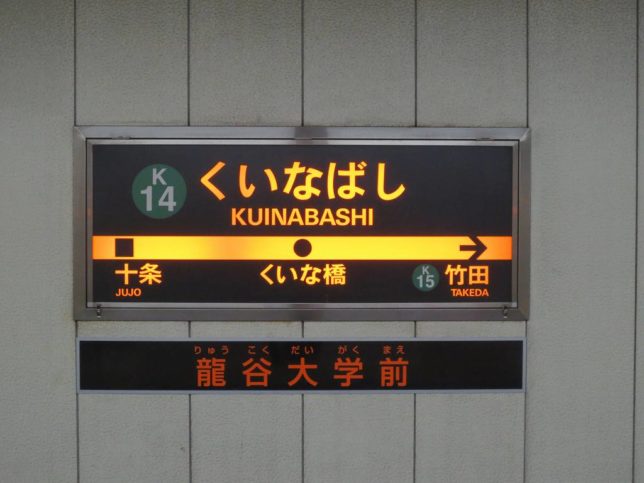 K
14
くいなばし
KUINABASHI
十条 くいな橋 K 15 竹田
JUJO TAKEDA
りゅう こく だい がく まえ
龍谷大学前